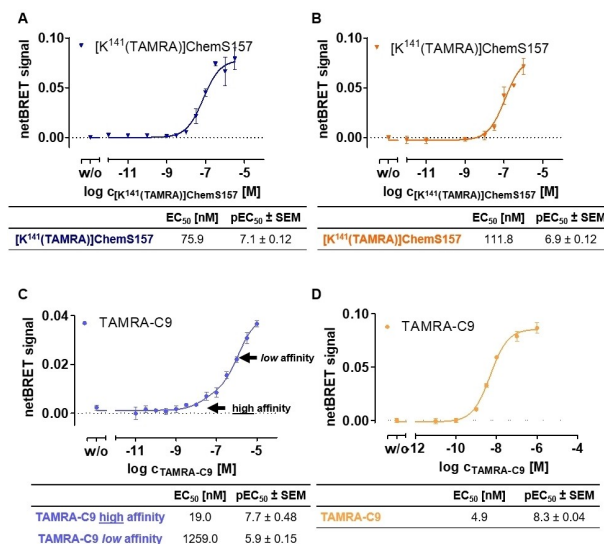 A
[K¹⁴¹(TAMRA)]ChemS157
netBRET signal
0.10
0.05
0.00
w/o -11 -9 -7 -5
log c[K¹⁴¹(TAMRA)]ChemS157 [M]
EC₅₀ [nM] pEC₅₀ ± SEM
[K¹⁴¹(TAMRA)]ChemS157 75.9 7.1 ± 0.12
B
[K¹⁴¹(TAMRA)]ChemS157
netBRET signal
0.10
0.05
0.00
w/o -11 -9 -7 -5
log c[K¹⁴¹(TAMRA)]ChemS157 [M]
EC₅₀ [nM] pEC₅₀ ± SEM
[K¹⁴¹(TAMRA)]ChemS157 111.8 6.9 ± 0.12
C
TAMRA-C9
netBRET signal
0.04
0.02
0.00
low affinity
high affinity
w/o -11 -9 -7 -5
log cTAMRA-C9 [M]
EC₅₀ [nM] pEC₅₀ ± SEM
TAMRA-C9 high affinity 19.0 7.7 ± 0.48
TAMRA-C9 low affinity 1259.0 5.9 ± 0.15
D
TAMRA-C9
netBRET signal
0.10
0.05
0.00
w/o -12 -10 -8 -6 -4
log cTAMRA-C9 [M]
EC₅₀ [nM] pEC₅₀ ± SEM
TAMRA-C9 4.9 8.3 ± 0.04